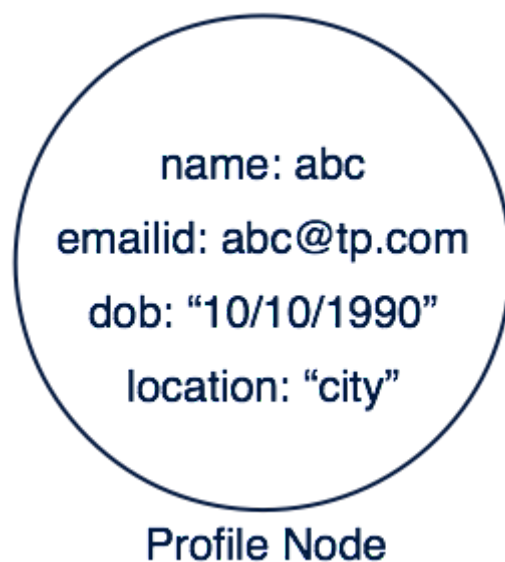 name: abc
emailid: abc@tp.com
dob: “10/10/1990”
location: “city”
Profile Node